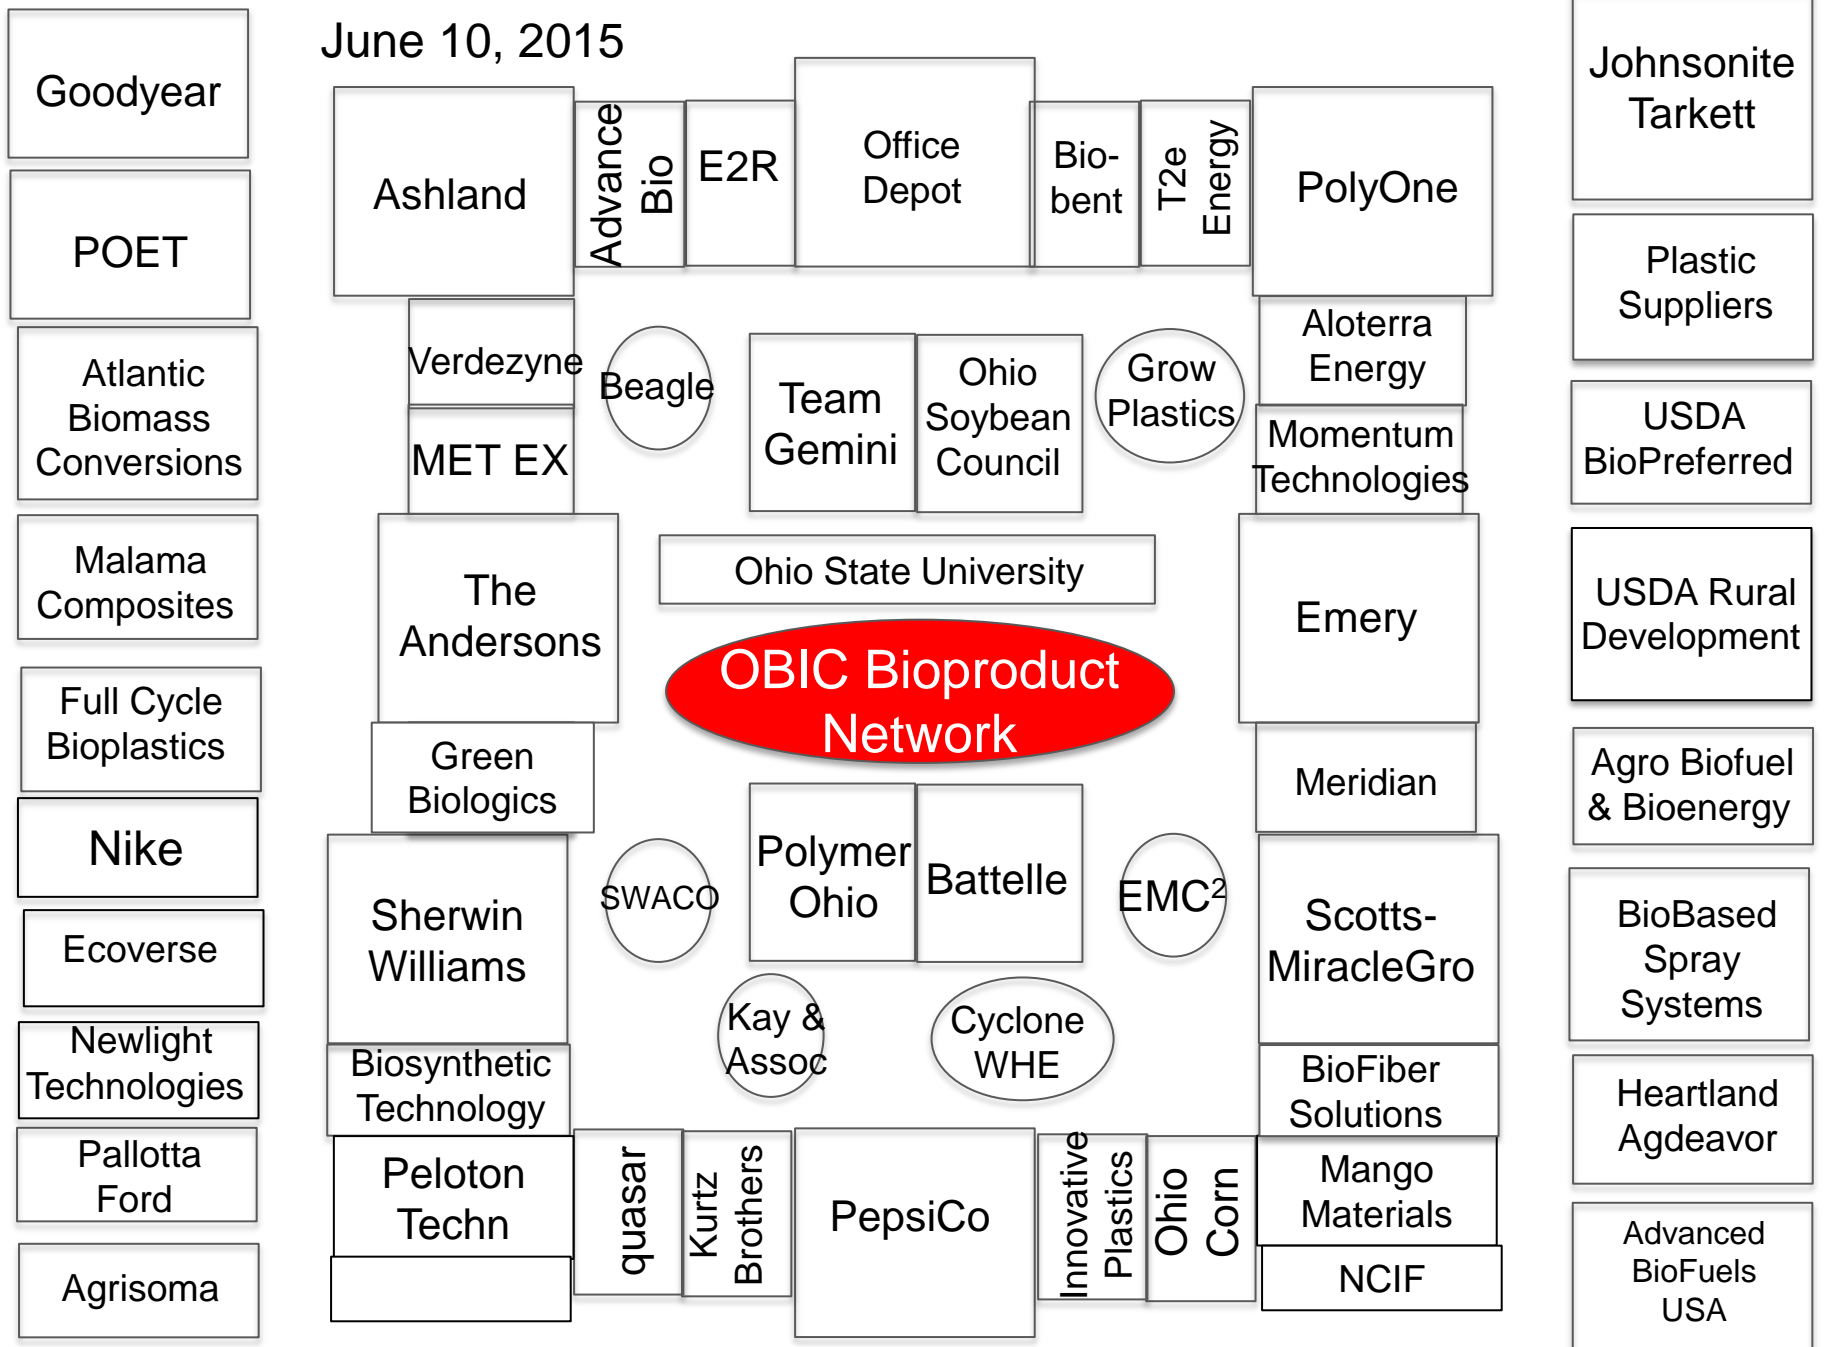 June 10, 2015
Goodyear
POET
Atlantic
Biomass
Conversions
Malama
Composites
Full Cycle
Bioplastics
Nike
Ecoverse
Newlight
Technologies
Pallotta
Ford
Agrisoma
Ashland
Advance
Bio
E2R
Office
Depot
Bio-
bent
T2e
Energy
PolyOne
Verdezyne
MET EX
The
Andersons
Green
Biologics
Sherwin
Williams
Biosynthetic
Technology
Peloton
Techn
Beagle
Team
Gemini
Ohio
Soybean
Council
Grow
Plastics
Ohio State University
OBIC Bioproduct
Network
SWACO
Polymer
Ohio
Battelle
EMC²
Kay &
Assoc
Cyclone
WHE
Aloterra
Energy
Momentum
Technologies
Emery
Meridian
Scotts-
MiracleGro
BioFiber
Solutions
Mango
Materials
NCIF
quasar
Kurtz
Brothers
PepsiCo
Innovative
Plastics
Ohio
Corn
Johnsonite
Tarkett
Plastic
Suppliers
USDA
BioPreferred
USDA Rural
Development
Agro Biofuel
& Bioenergy
BioBased
Spray
Systems
Heartland
Agdeavor
Advanced
BioFuels
USA